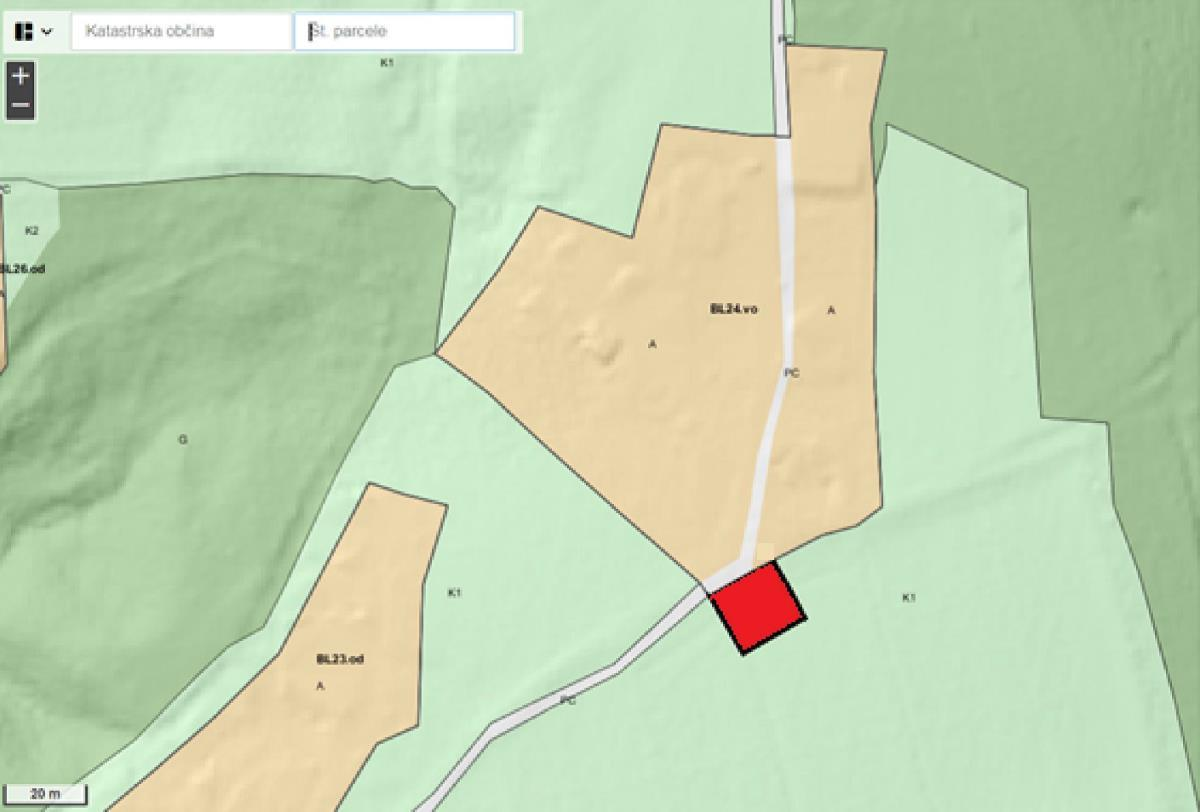 Katastrska občina
Št. parcele
+
−
PC
K1
PC
K2
BL26.od
BL24.vo
A
A
PC
G
K1
K1
BL23.od
A
PC
20 m